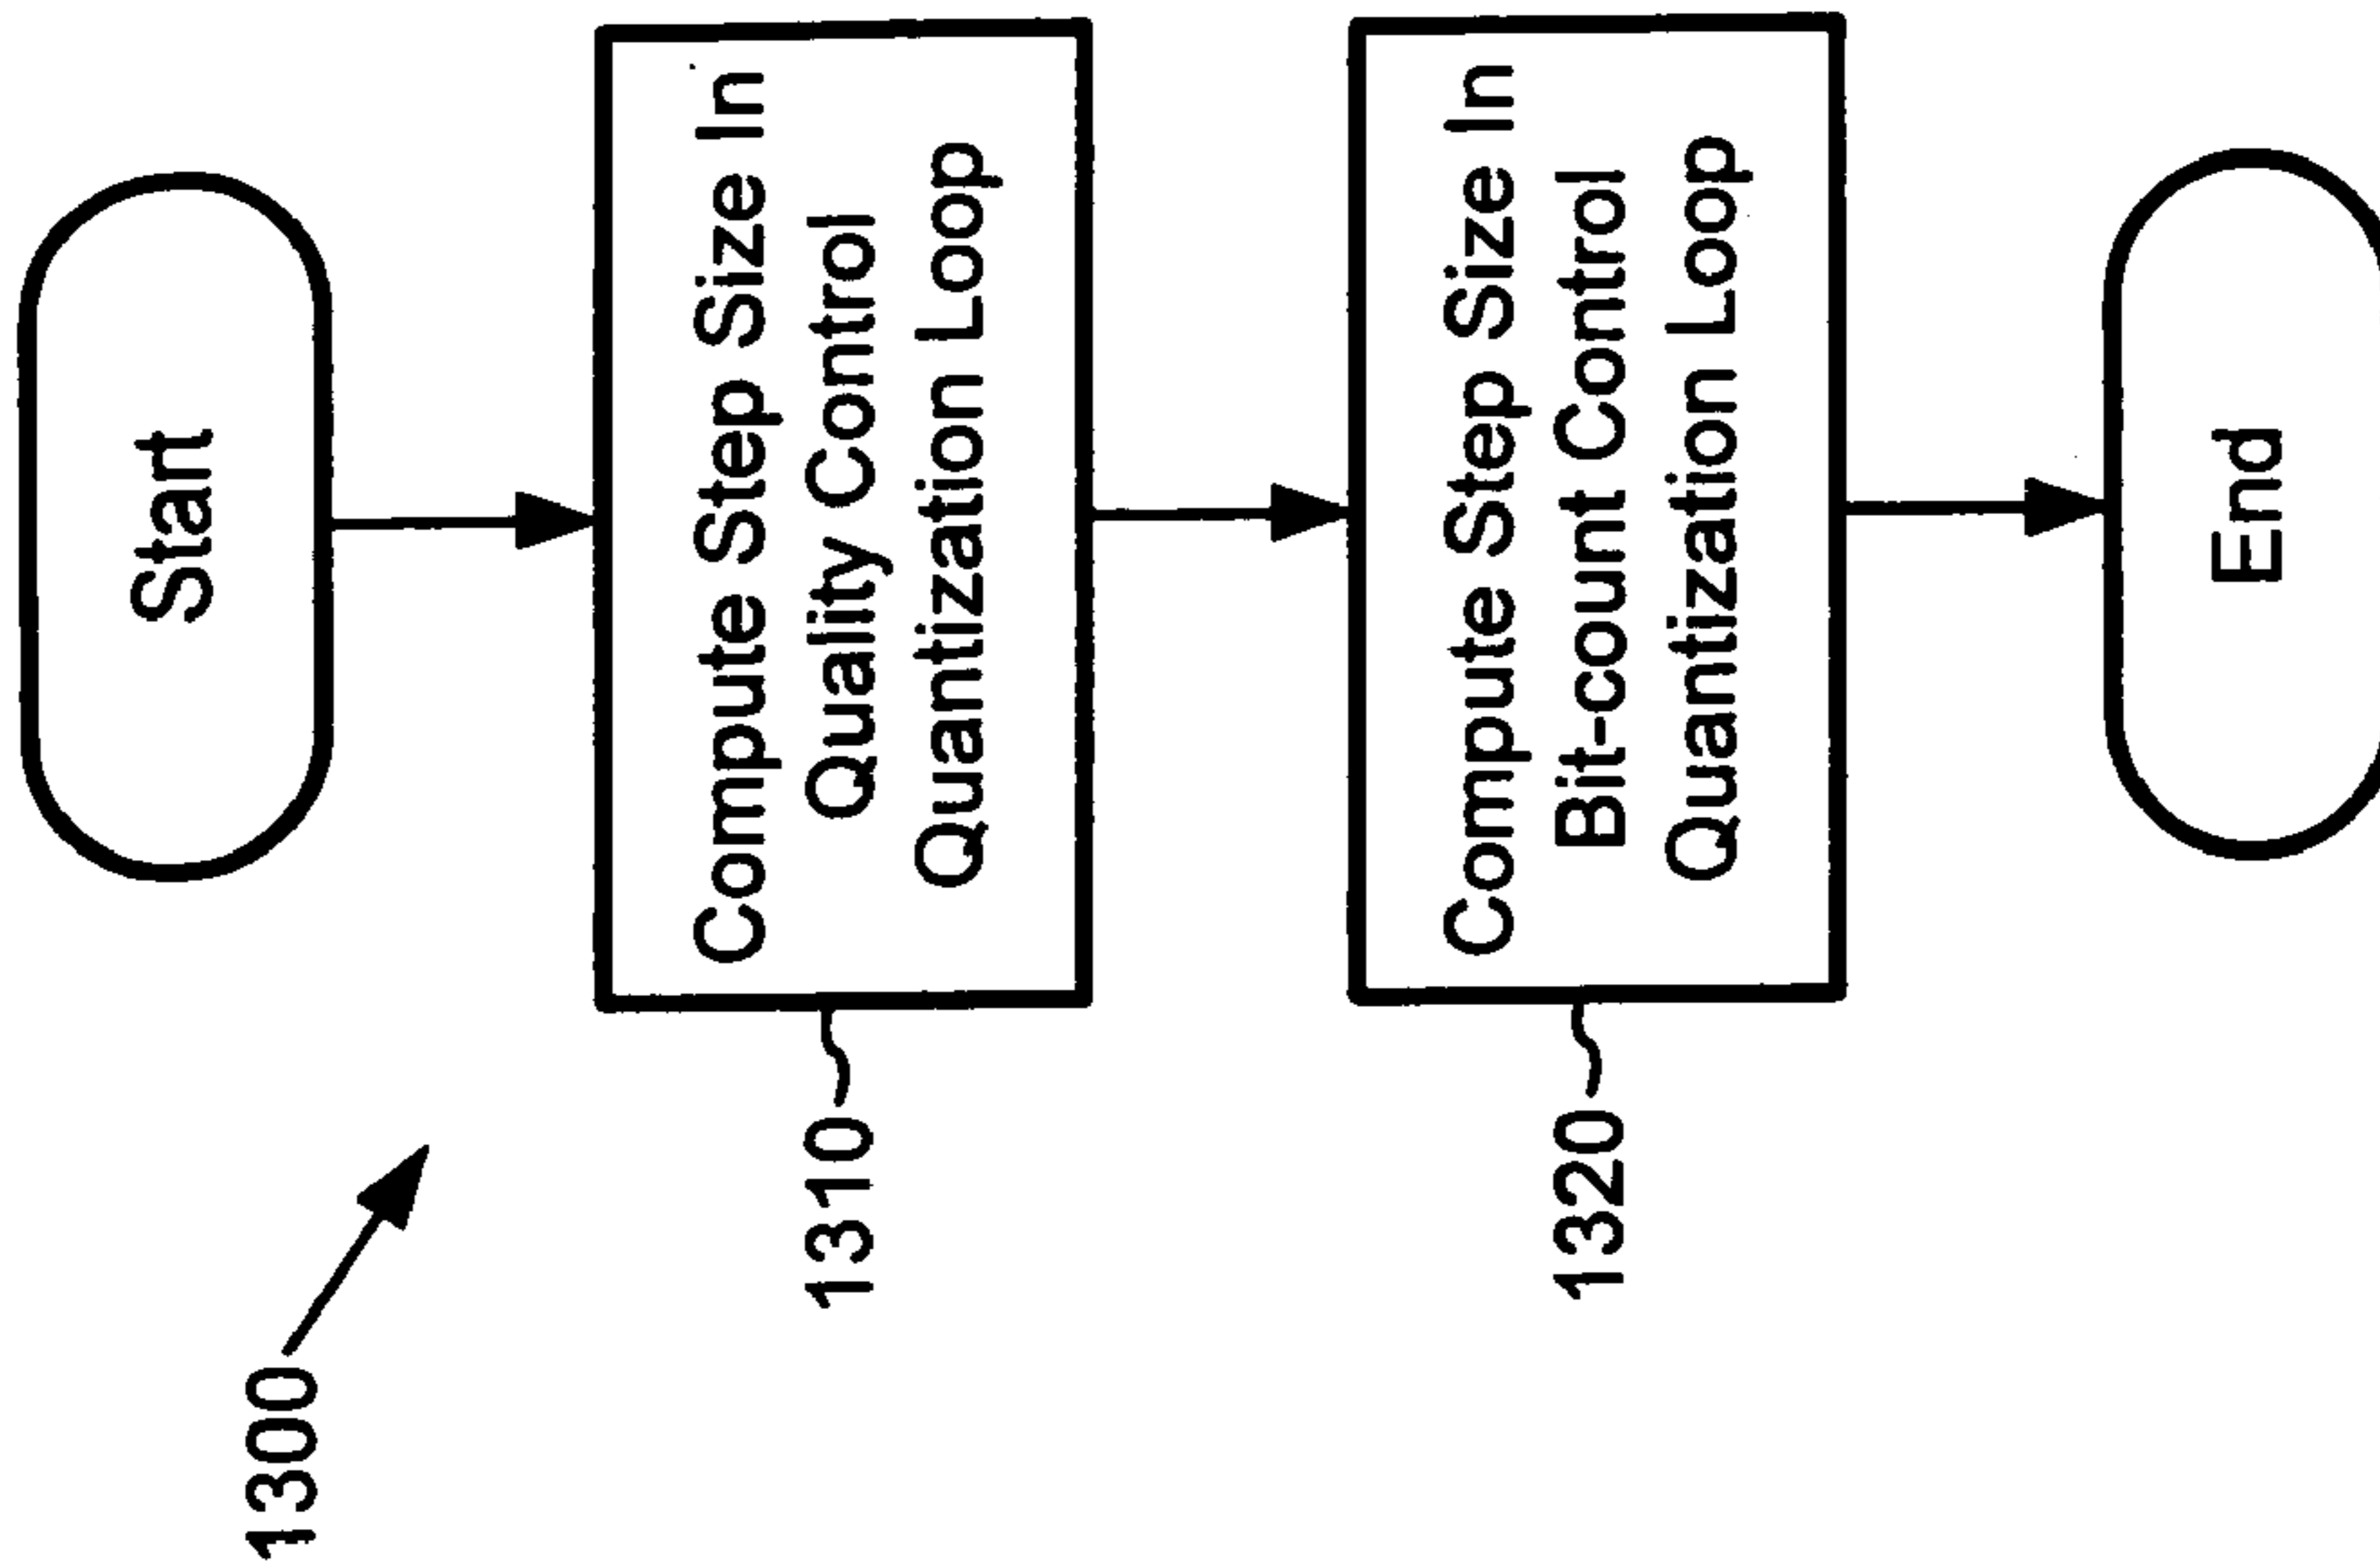 1300
Start
1310
Compute Step Size In
Quality Control
Quantization Loop
1320
Compute Step Size In
Bit-count Control
Quantization Loop
End